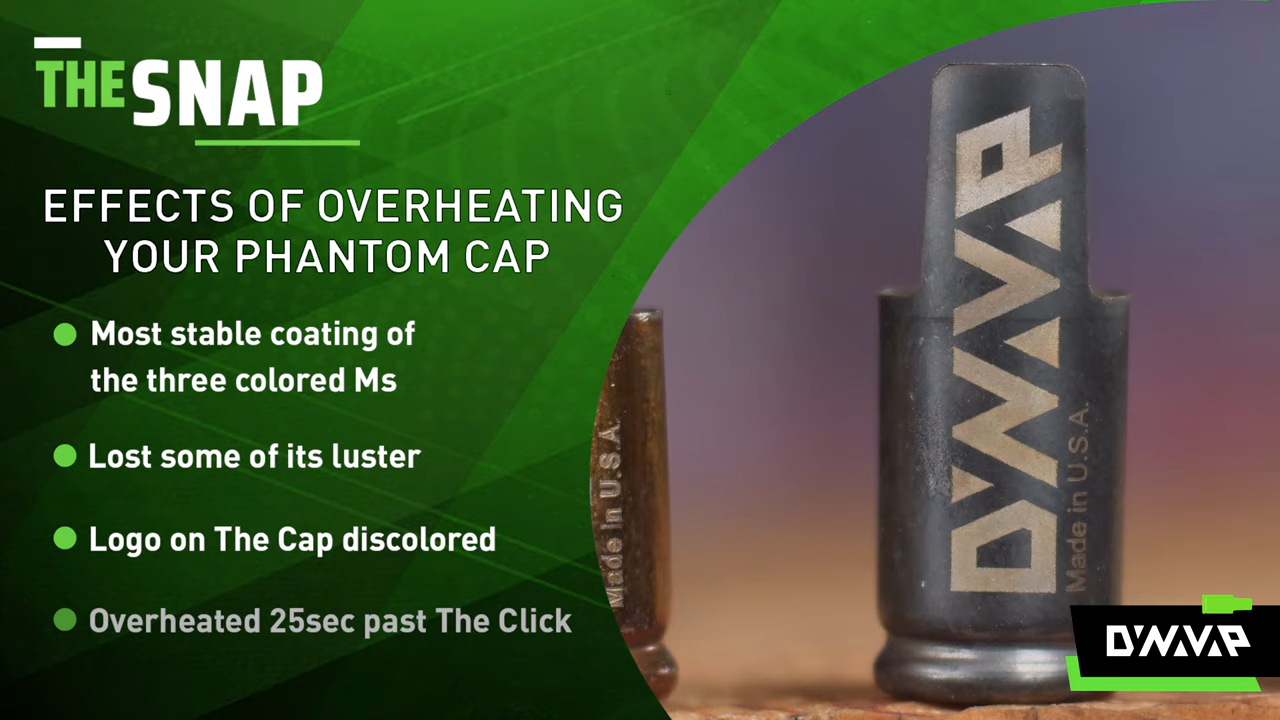 THE SNAP
EFFECTS OF OVERHEATING
YOUR PHANTOM CAP
Most stable coating of
the three colored Ms
Lost some of its luster
Logo on The Cap discolored
Overheated 25sec past The Click
Made in U.S.A.
DYNAVAP
Made in U.S.A.
DYNAVAP